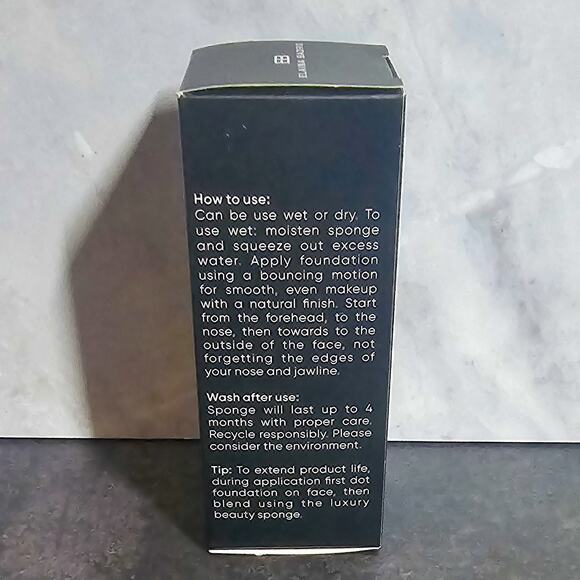 ELAINA BADRO
How to use:
Can be use wet or dry. To
use wet: moisten sponge
and squeeze out excess
water. Apply foundation
using a bouncing motion
for smooth, even makeup
with a natural finish. Start
from the forehead, to the
nose, then towards to the
outside of the face, not
forgetting the edges of
your nose and jawline.
Wash after use:
Sponge will last up to 4
months with proper care.
Recycle responsibly. Please
consider the environment.
Tip: To extend product life,
during application first dot
foundation on face, then
blend using the luxury
beauty sponge.